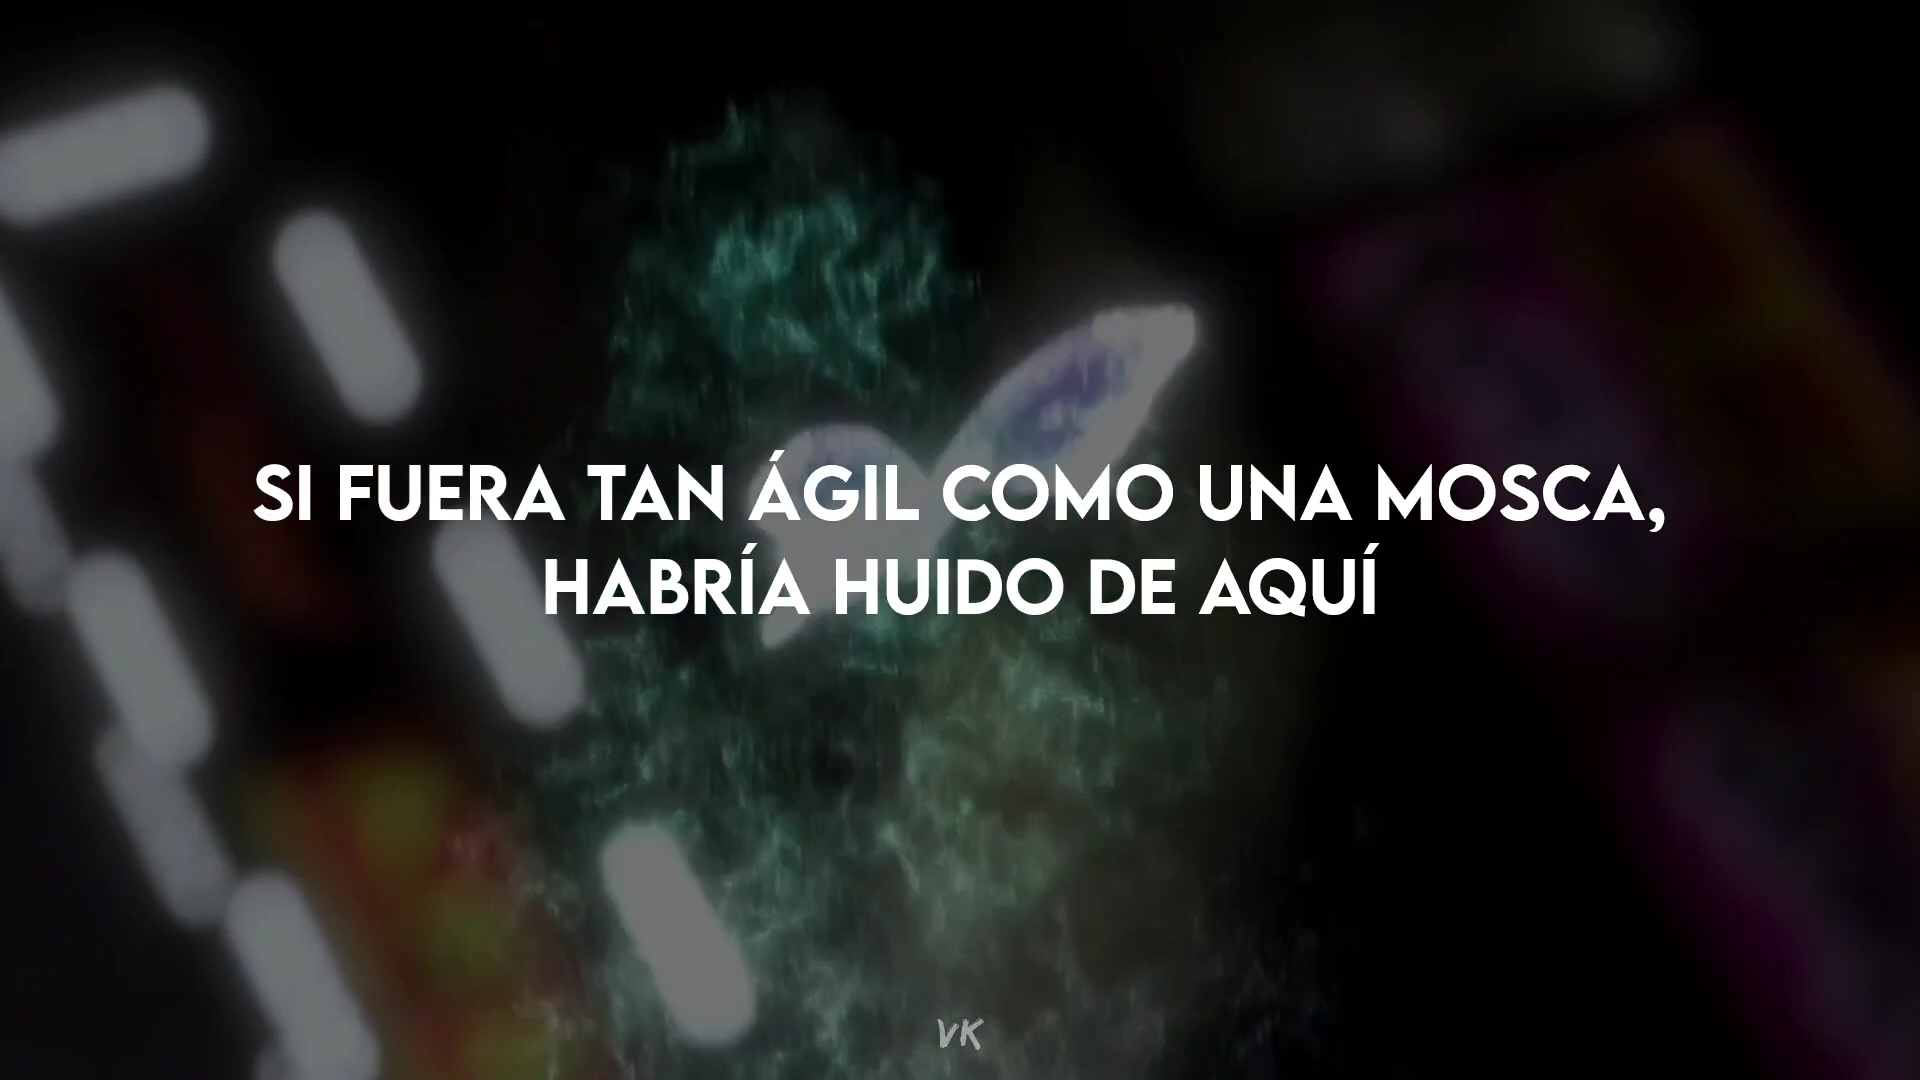 SI FUERA TAN ÁGIL COMO UNA MOSCA,
HABRÍA HUIDO DE AQUÍ
VK